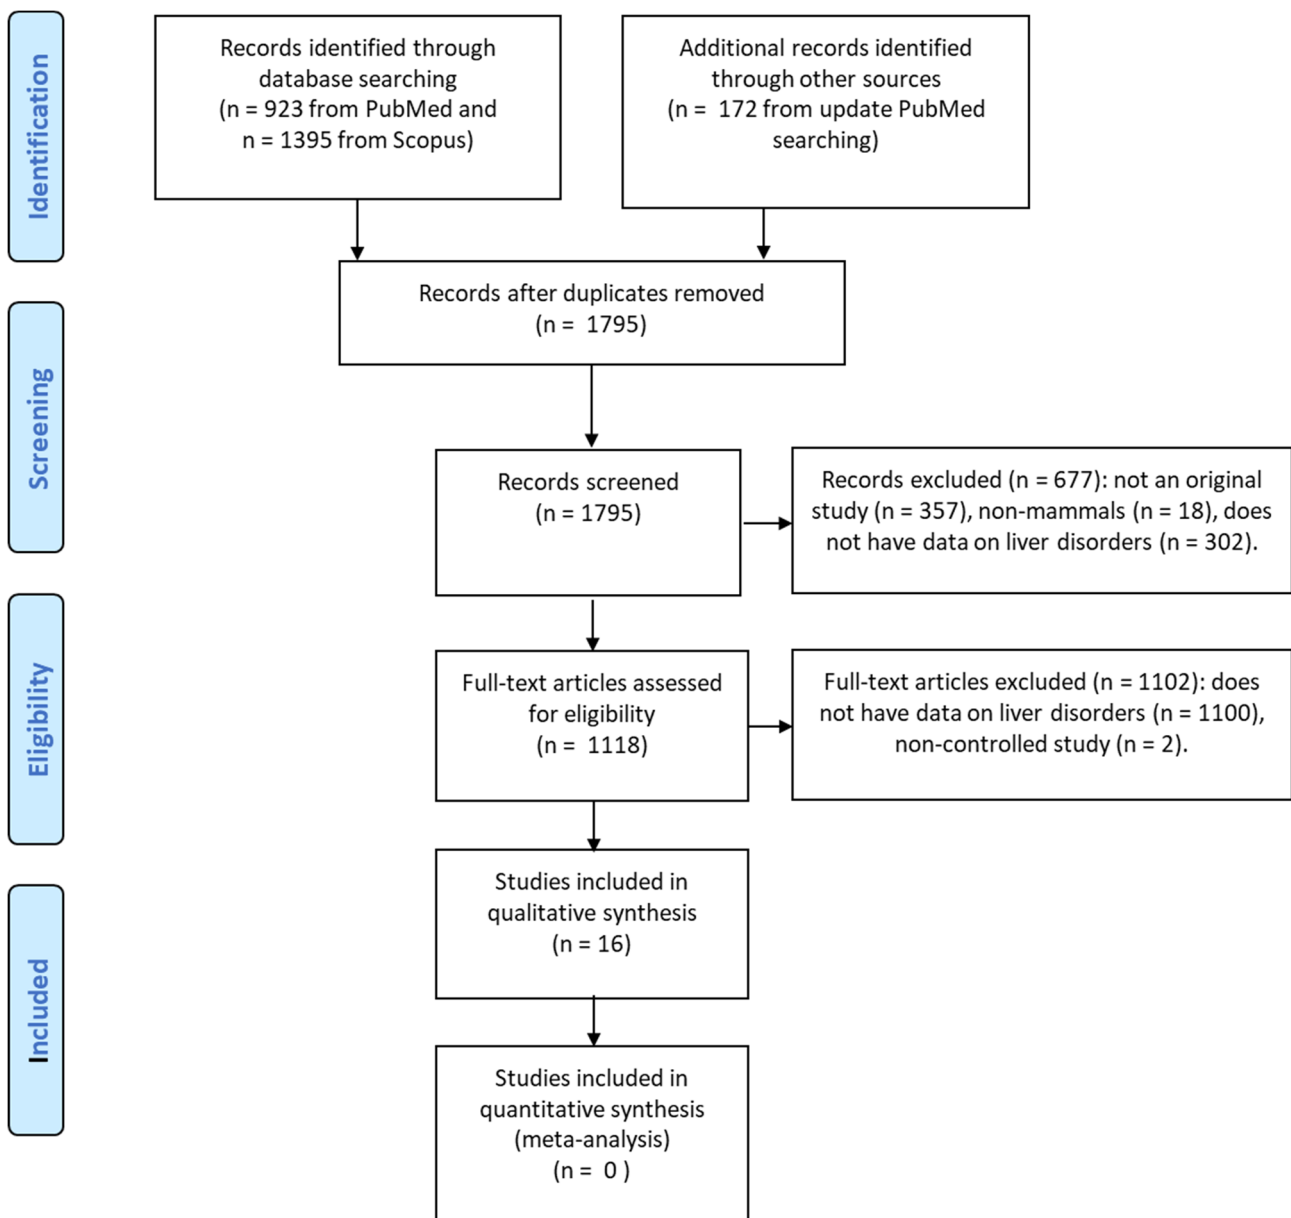 Identification
Records identified through
database searching
(n = 923 from PubMed and
n = 1395 from Scopus)
Additional records identified
through other sources
(n = 172 from update PubMed
searching)
Records after duplicates removed
(n = 1795)
Screening
Records screened
(n = 1795)
Records excluded (n = 677): not an original
study (n = 357), non-mammals (n = 18), does
not have data on liver disorders (n = 302).
Eligibility
Full-text articles assessed
for eligibility
(n = 1118)
Full-text articles excluded (n = 1102): does
not have data on liver disorders (n = 1100),
non-controlled study (n = 2).
Included
Studies included in
qualitative synthesis
(n = 16)
Studies included in
quantitative synthesis
(meta-analysis)
(n = 0 )